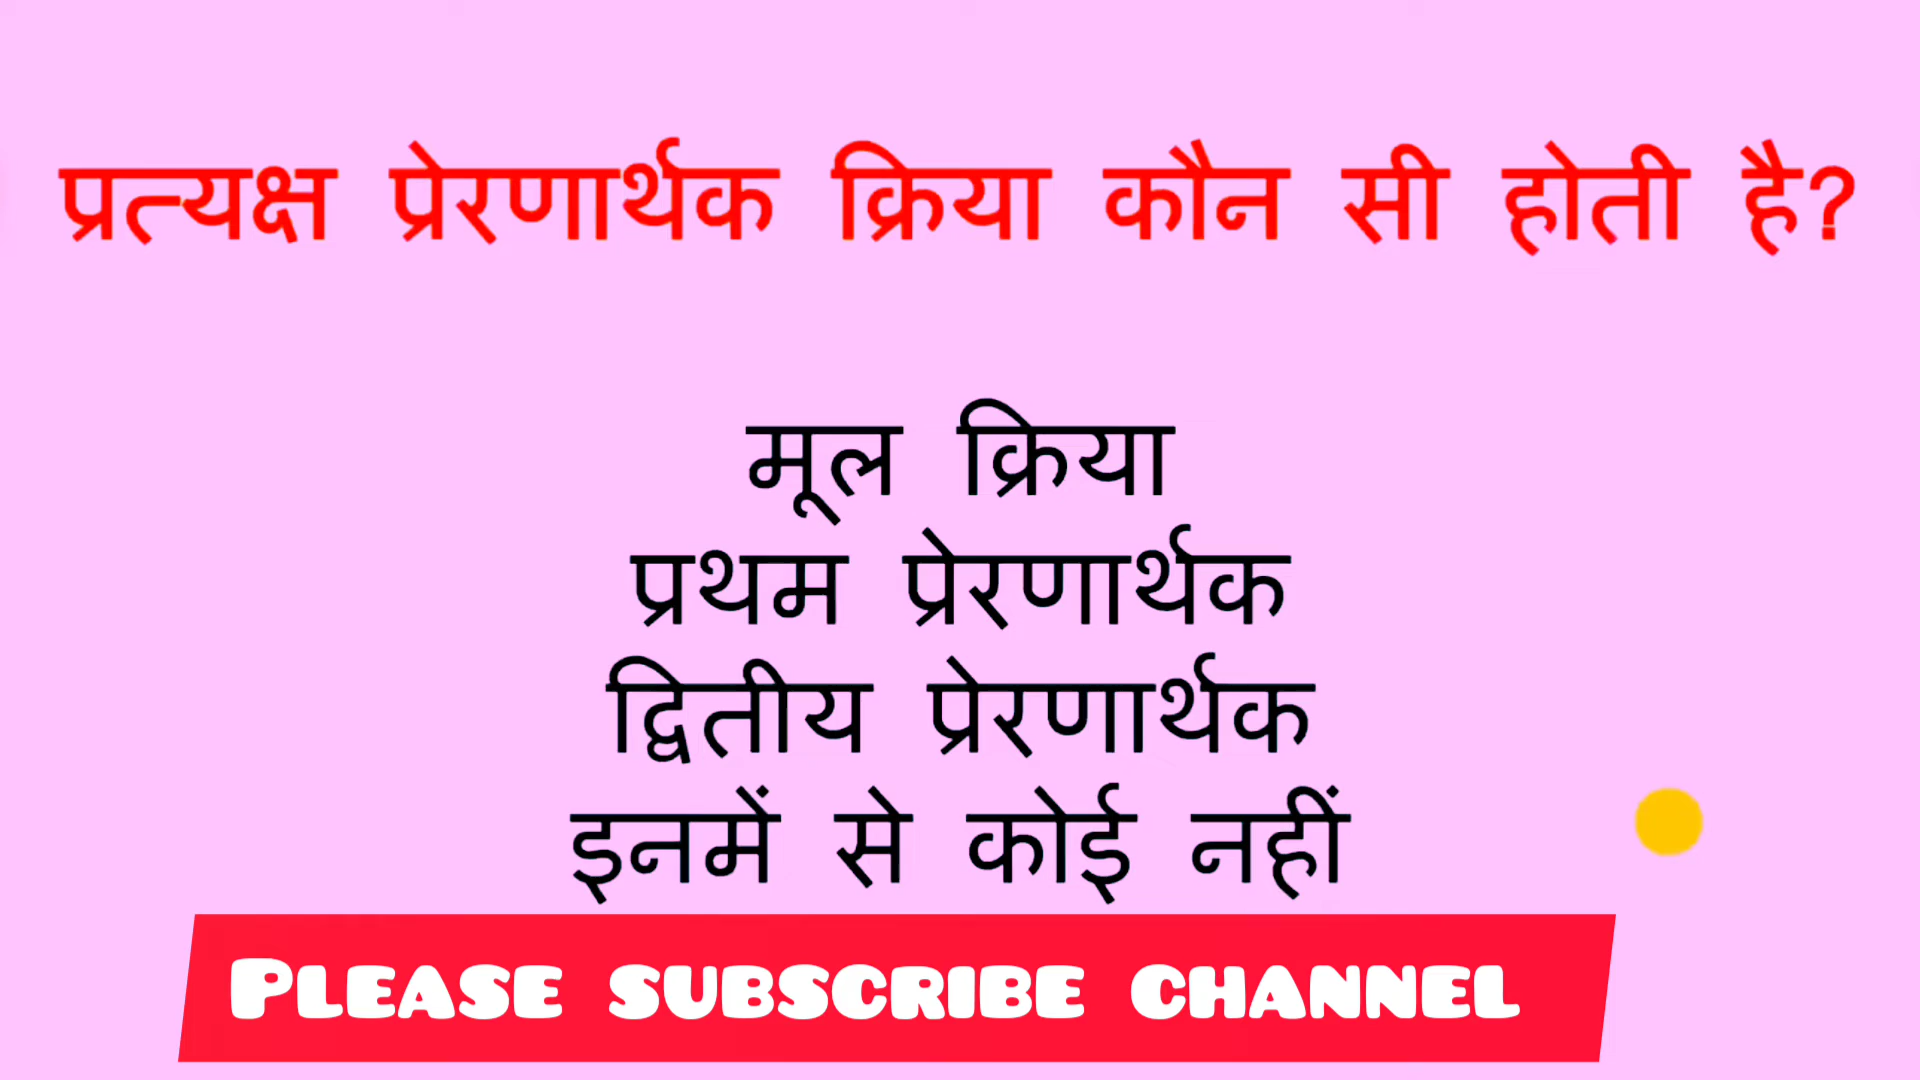 प्रत्यक्ष प्रेरणार्थक क्रिया कौन सी होती है?
मूल क्रिया
प्रथम प्रेरणार्थक
द्वितीय प्रेरणार्थक
इनमें से कोई नहीं
PLEASE SUBSCRIBE CHANNEL